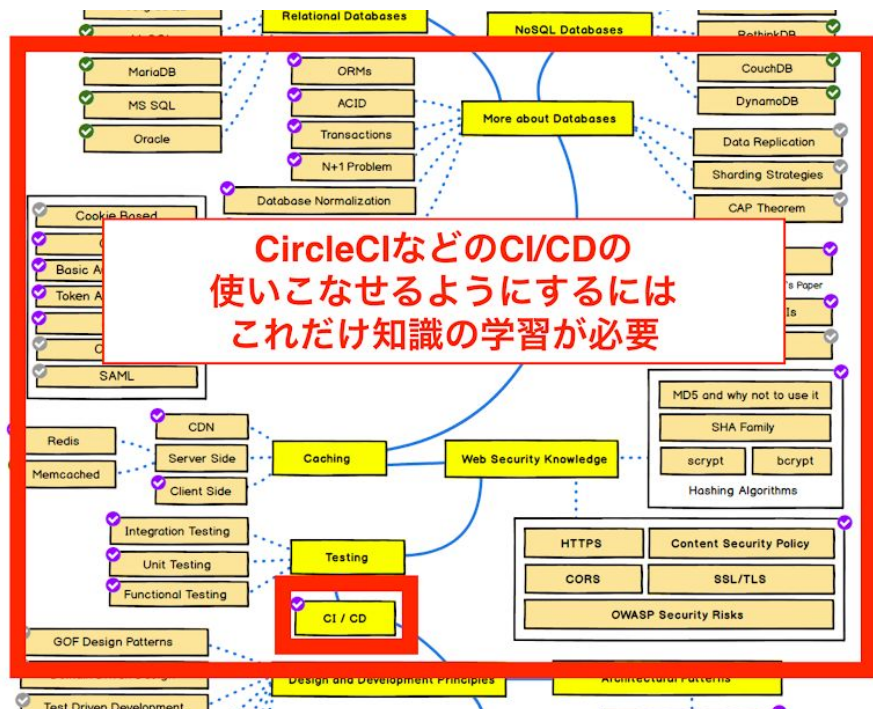 Relational Databases
NoSQL Databases
RethinkDB
MariaDB
MS SQL
Oracle
ORMs
ACID
Transactions
N+1 Problem
Database Normalization
More about Databases
CouchDB
DynamoDB
Data Replication
Sharding Strategies
CAP Theorem
Cookie Based
CircleCIなどのCI/CDの
使いこなせるようにするには
これだけ知識の学習が必要
Basic A
Token A
SAML
's Paper
Is
MD5 and why not to use it
SHA Family
scrypt
bcrypt
Hashing Algorithms
Redis
Memcached
CDN
Server Side
Client Side
Caching
Web Security Knowledge
Integration Testing
Unit Testing
Functional Testing
Testing
CI / CD
HTTPS
Content Security Policy
CORS
SSL/TLS
OWASP Security Risks
GOF Design Patterns
Design and Development Principles
Architectural Patterns
Test Driven Development